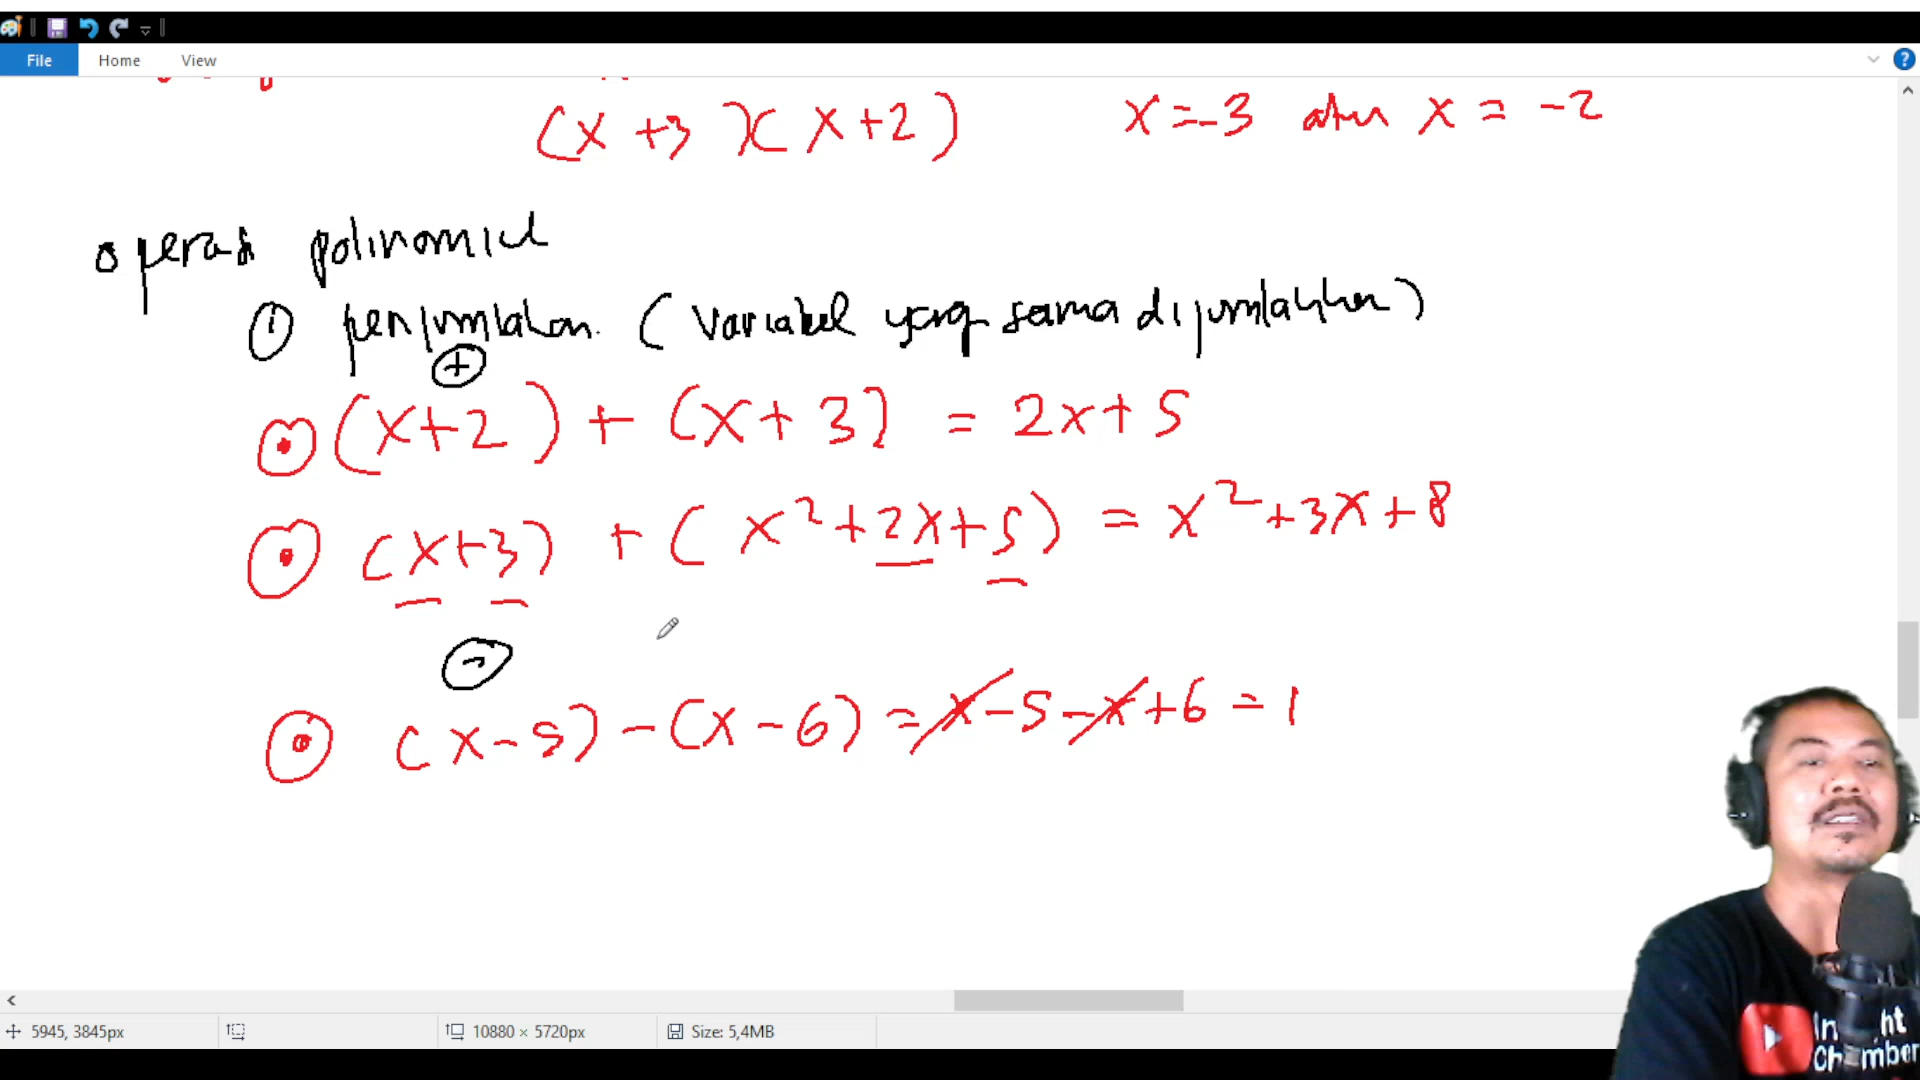 File Home View
(x +3 )( x+2) x = -3 atau x = -2
operasi polinomial
① penjumlahan. (variabel yang sama dijumlahkan)
+
(x+2) + (x+3) = 2x+5
(x+3) + (x²+2x+5) = x²+3x+8
-
(x-5) - (x-6) = x-5-x+6 = 1
5945, 3845px 10880 × 5720px Size: 5,4MB